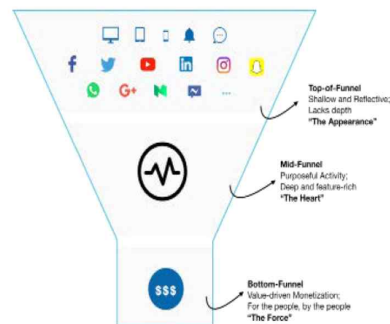 Top-of-Funnel
Shallow and Reflective;
Lacks depth
"The Appearance"
Mid-Funnel
Purposeful Activity;
Deep and feature-rich
"The Heart"
$$$
Bottom-Funnel
Value-driven Monetization;
For the people, by the people
"The Force"